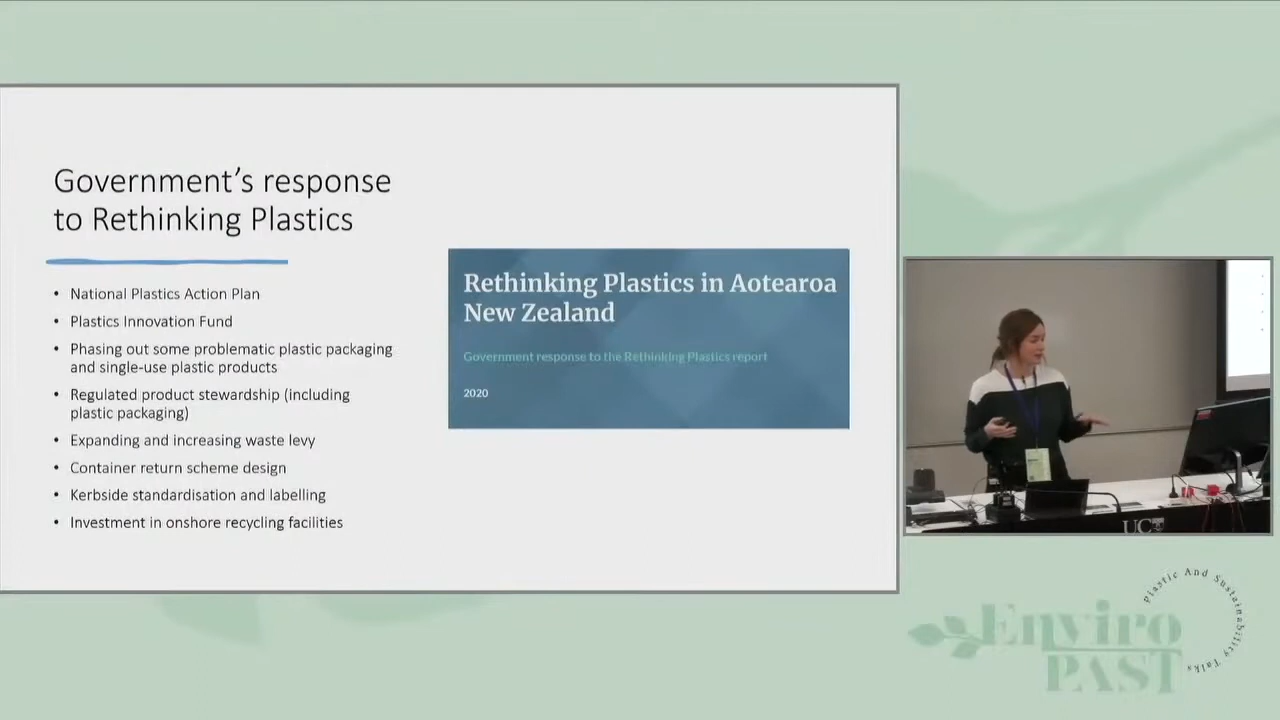 Government's response
to Rethinking Plastics
• National Plastics Action Plan
• Plastics Innovation Fund
• Phasing out some problematic plastic packaging
and single-use plastic products
• Regulated product stewardship (including
plastic packaging)
• Expanding and increasing waste levy
• Container return scheme design
• Kerbside standardisation and labelling
• Investment in onshore recycling facilities
Rethinking Plastics in Aotearoa
New Zealand
Government response to the Rethinking Plastics report
2020
UC
Plastic And Sustainability Talks
Enviro
PAST